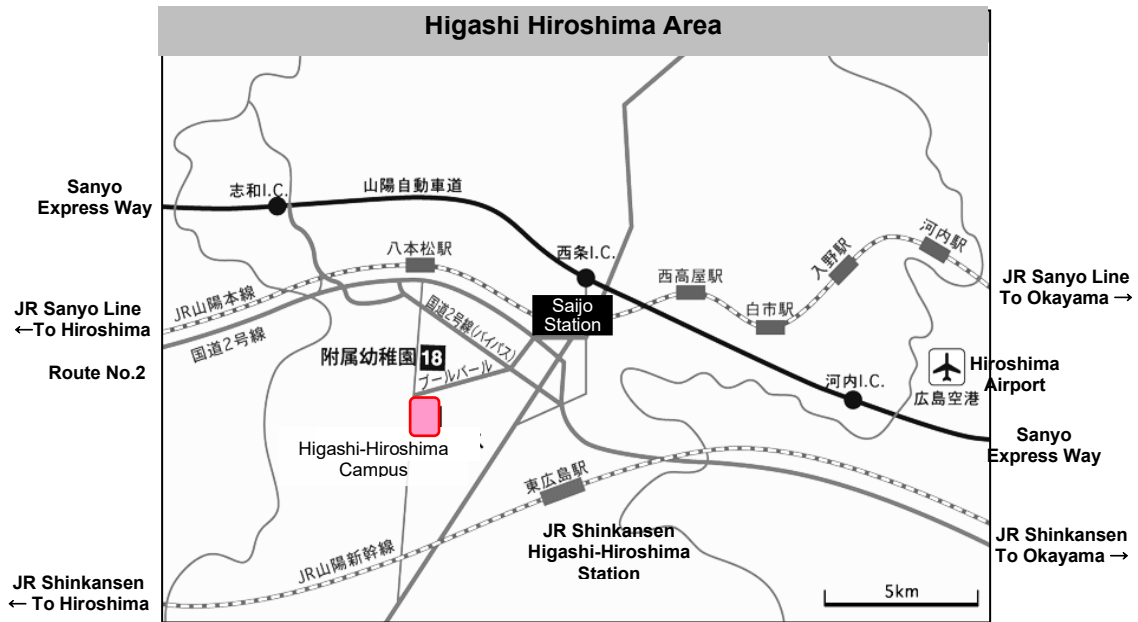 Higashi Hiroshima Area
Sanyo
Express Way
志和I.C.
山陽自動車道
八本松駅
西条I.C.
西高屋駅
入野駅
河内駅
JR Sanyo Line
To Okayama →
JR山陽本線
JR Sanyo Line
←To Hiroshima
国道2号線
国道2号線(バイパス)
Saijo
Station
白市駅
Route No.2
附属幼稚園 18
ブールバール
河内I.C.
Hiroshima
Airport
広島空港
Higashi-Hiroshima
Campus
Sanyo
Express Way
東広島駅
JR Shinkansen
Higashi-Hiroshima
Station
JR山陽新幹線
JR Shinkansen
To Okayama →
JR Shinkansen
← To Hiroshima
5km